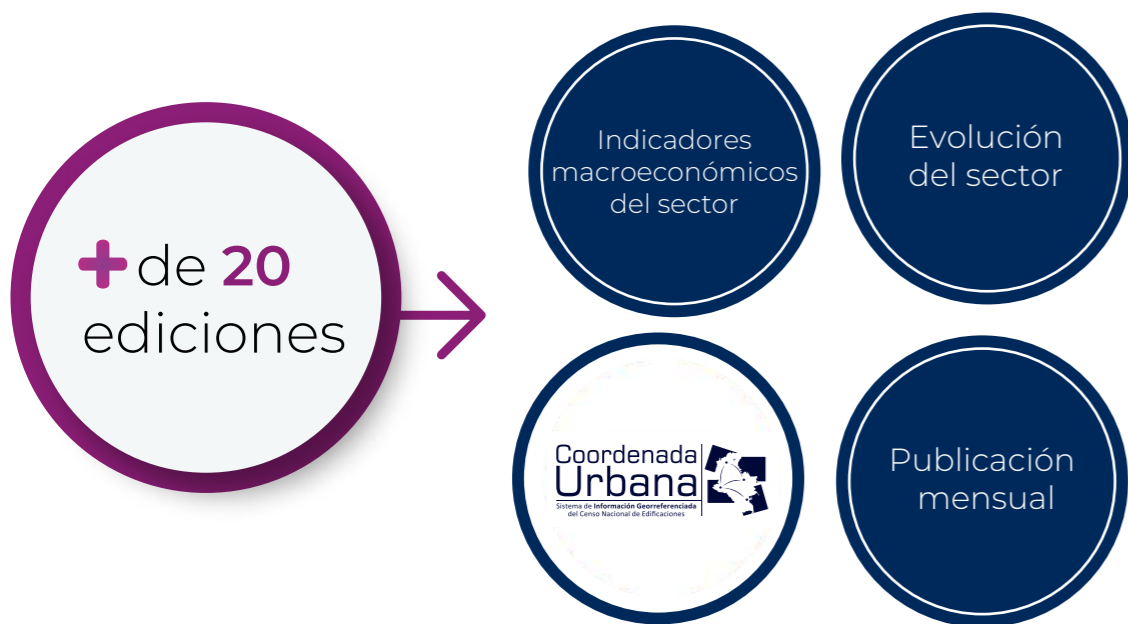 + de 20
ediciones
Indicadores
macroeconómicos
del sector
Evolución
del sector
Coordenada
Urbana
Sistema de Información Georreferenciada
del Censo Nacional de Edificaciones
Publicación
mensual